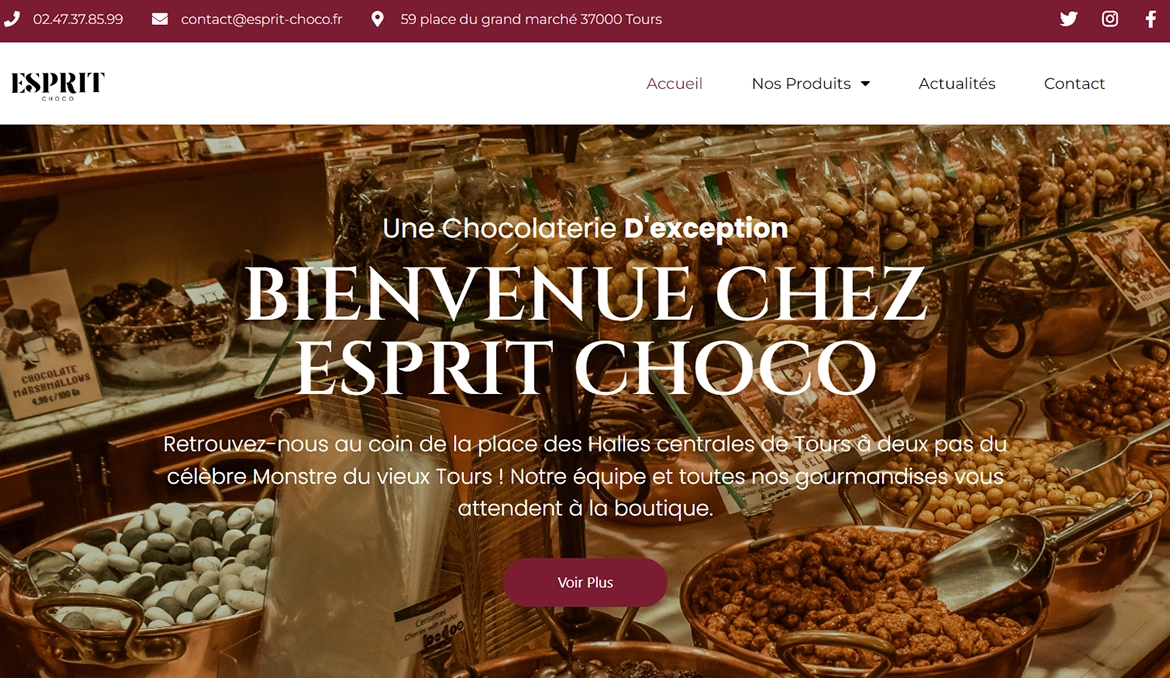 02.47.37.85.99 contact@esprit-choco.fr 59 place du grand marché 37000 Tours
ESPRIT
CHOCO
Accueil Nos Produits Actualités Contact
Une Chocolaterie D'exception
BIENVENUE CHEZ
ESPRIT CHOCO
Retrouvez-nous au coin de la place des Halles centrales de Tours à deux pas du
célèbre Monstre du vieux Tours ! Notre équipe et toutes nos gourmandises vous
attendent à la boutique.
Voir Plus
CHOCOLATE
MARSHMALLOWS
4,90 € / 100 Gr
Cerisettes
Cherries with alcohol